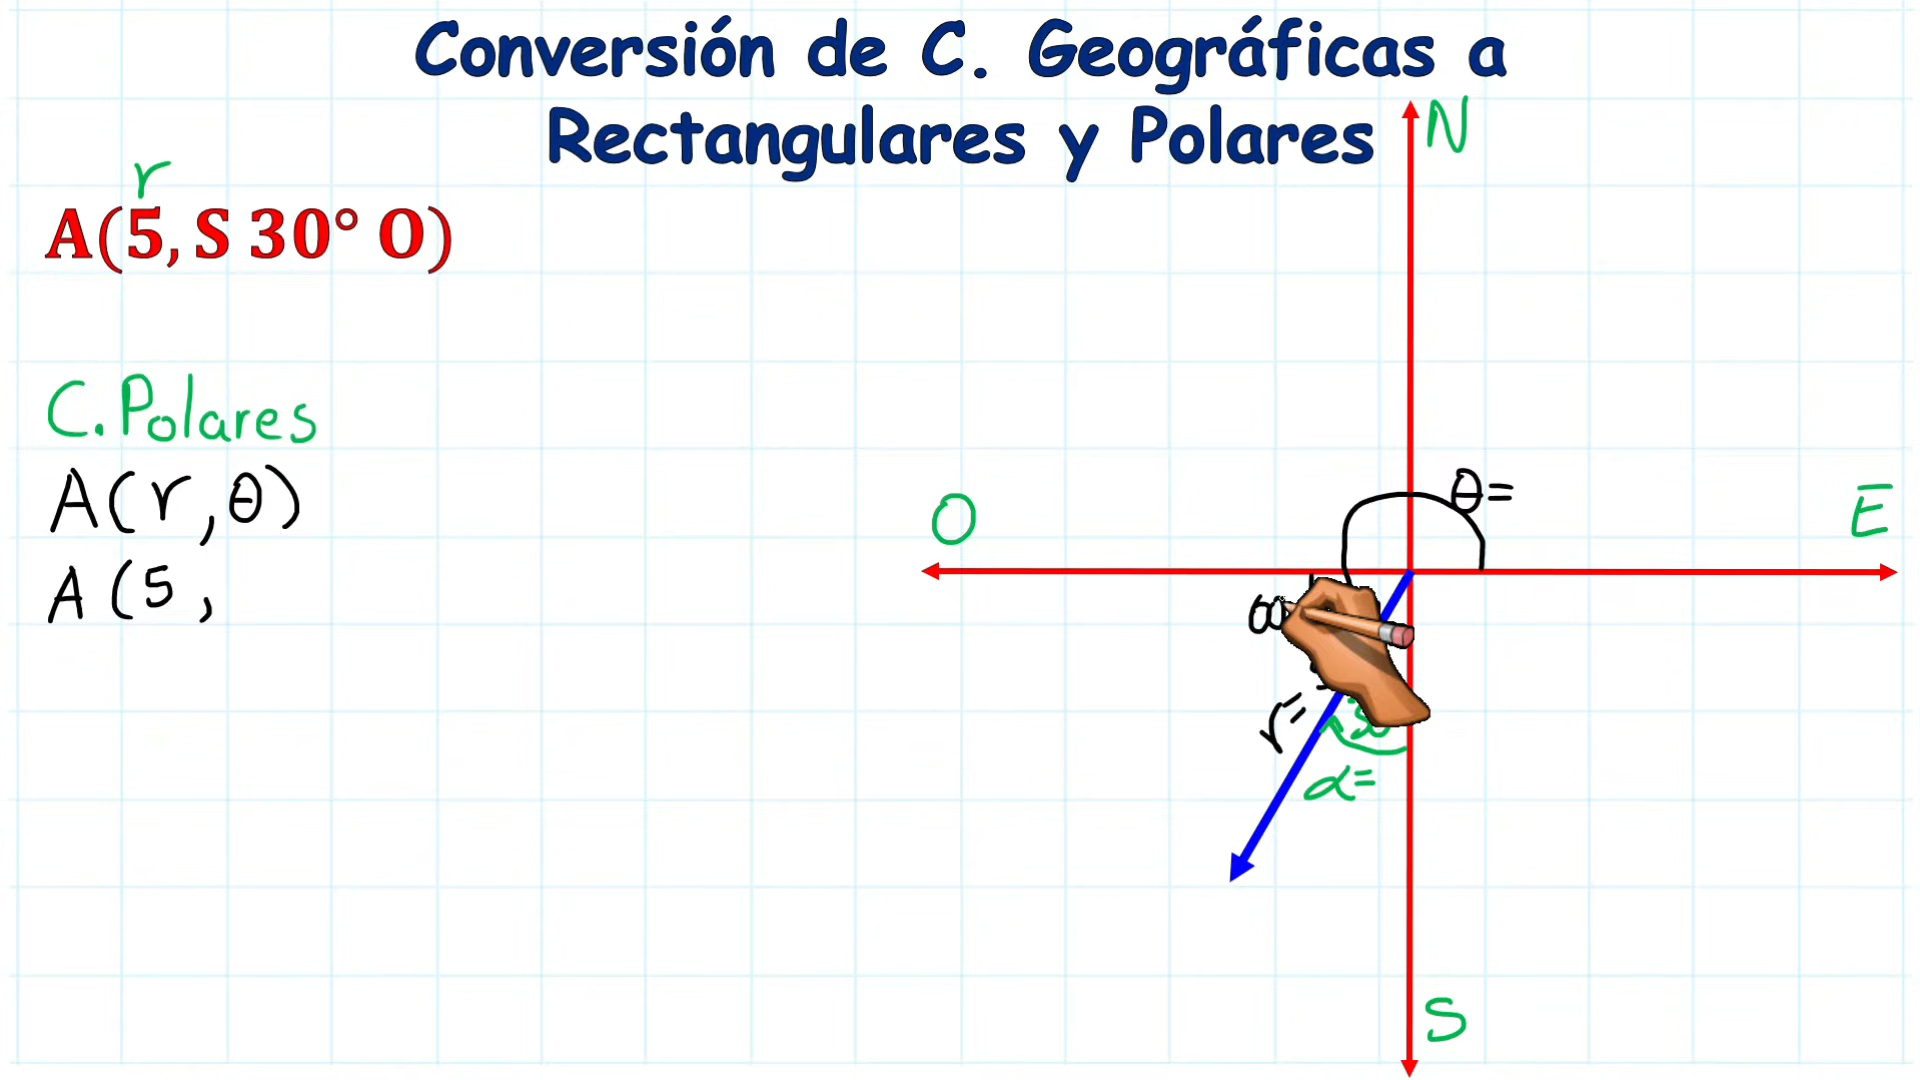 Conversión de C. Geográficas a
Rectangulares y Polares
N
r
A(5, S 30° O)
C. Polares
A(r, θ)
A(5,
O
θ=
E
r=
α=
S